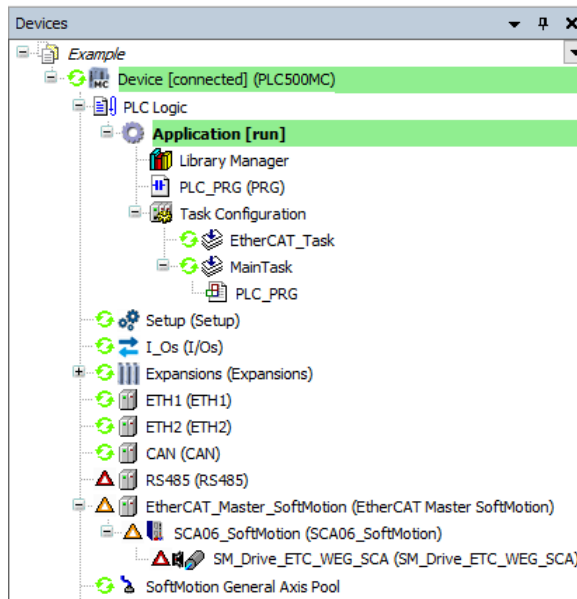 Devices
Example
Device [connected] (PLC500MC)
PLC Logic
Application [run]
Library Manager
PLC_PRG (PRG)
Task Configuration
EtherCAT_Task
MainTask
PLC_PRG
Setup (Setup)
I_Os (I/Os)
Expansions (Expansions)
ETH1 (ETH1)
ETH2 (ETH2)
CAN (CAN)
RS485 (RS485)
EtherCAT_Master_SoftMotion (EtherCAT Master SoftMotion)
SCA06_SoftMotion (SCA06_SoftMotion)
SM_Drive_ETC_WEG_SCA (SM_Drive_ETC_WEG_SCA)
SoftMotion General Axis Pool